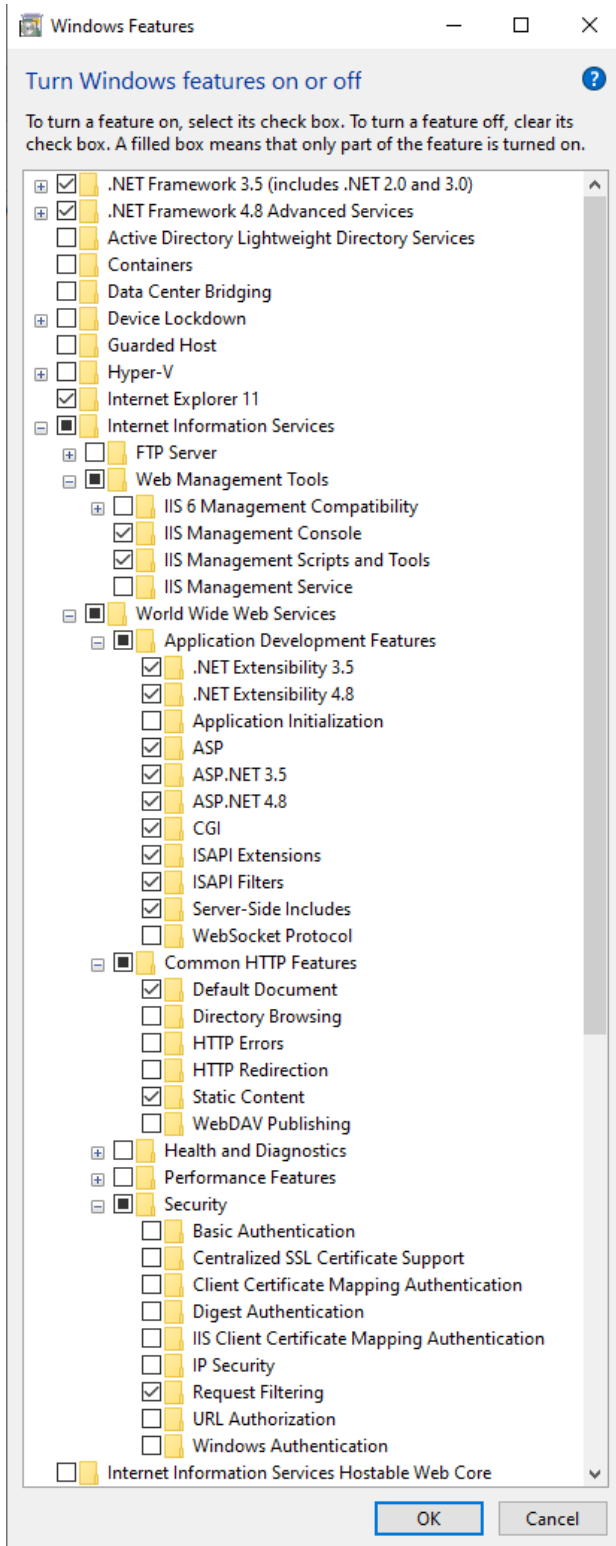 Windows Features
Turn Windows features on or off
To turn a feature on, select its check box. To turn a feature off, clear its
check box. A filled box means that only part of the feature is turned on.
.NET Framework 3.5 (includes .NET 2.0 and 3.0)
.NET Framework 4.8 Advanced Services
Active Directory Lightweight Directory Services
Containers
Data Center Bridging
Device Lockdown
Guarded Host
Hyper-V
Internet Explorer 11
Internet Information Services
FTP Server
Web Management Tools
IIS 6 Management Compatibility
IIS Management Console
IIS Management Scripts and Tools
IIS Management Service
World Wide Web Services
Application Development Features
.NET Extensibility 3.5
.NET Extensibility 4.8
Application Initialization
ASP
ASP.NET 3.5
ASP.NET 4.8
CGI
ISAPI Extensions
ISAPI Filters
Server-Side Includes
WebSocket Protocol
Common HTTP Features
Default Document
Directory Browsing
HTTP Errors
HTTP Redirection
Static Content
WebDAV Publishing
Health and Diagnostics
Performance Features
Security
Basic Authentication
Centralized SSL Certificate Support
Client Certificate Mapping Authentication
Digest Authentication
IIS Client Certificate Mapping Authentication
IP Security
Request Filtering
URL Authorization
Windows Authentication
Internet Information Services Hostable Web Core
OK Cancel